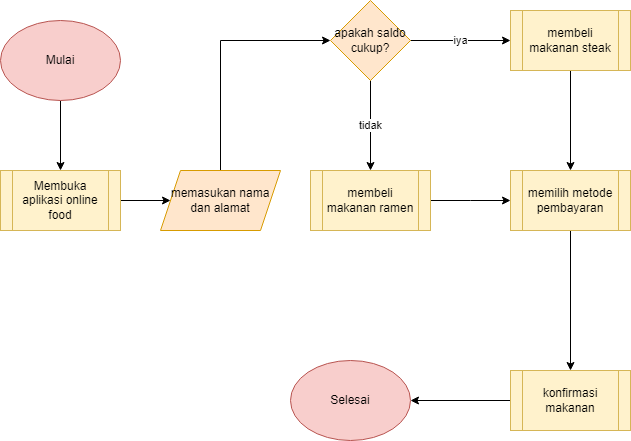 Mulai
apakah saldo
cukup?
iya
membeli
makanan steak
tidak
Membuka
aplikasi online
food
memasukan nama
dan alamat
membeli
makanan ramen
memilih metode
pembayaran
Selesai
konfirmasi
makanan